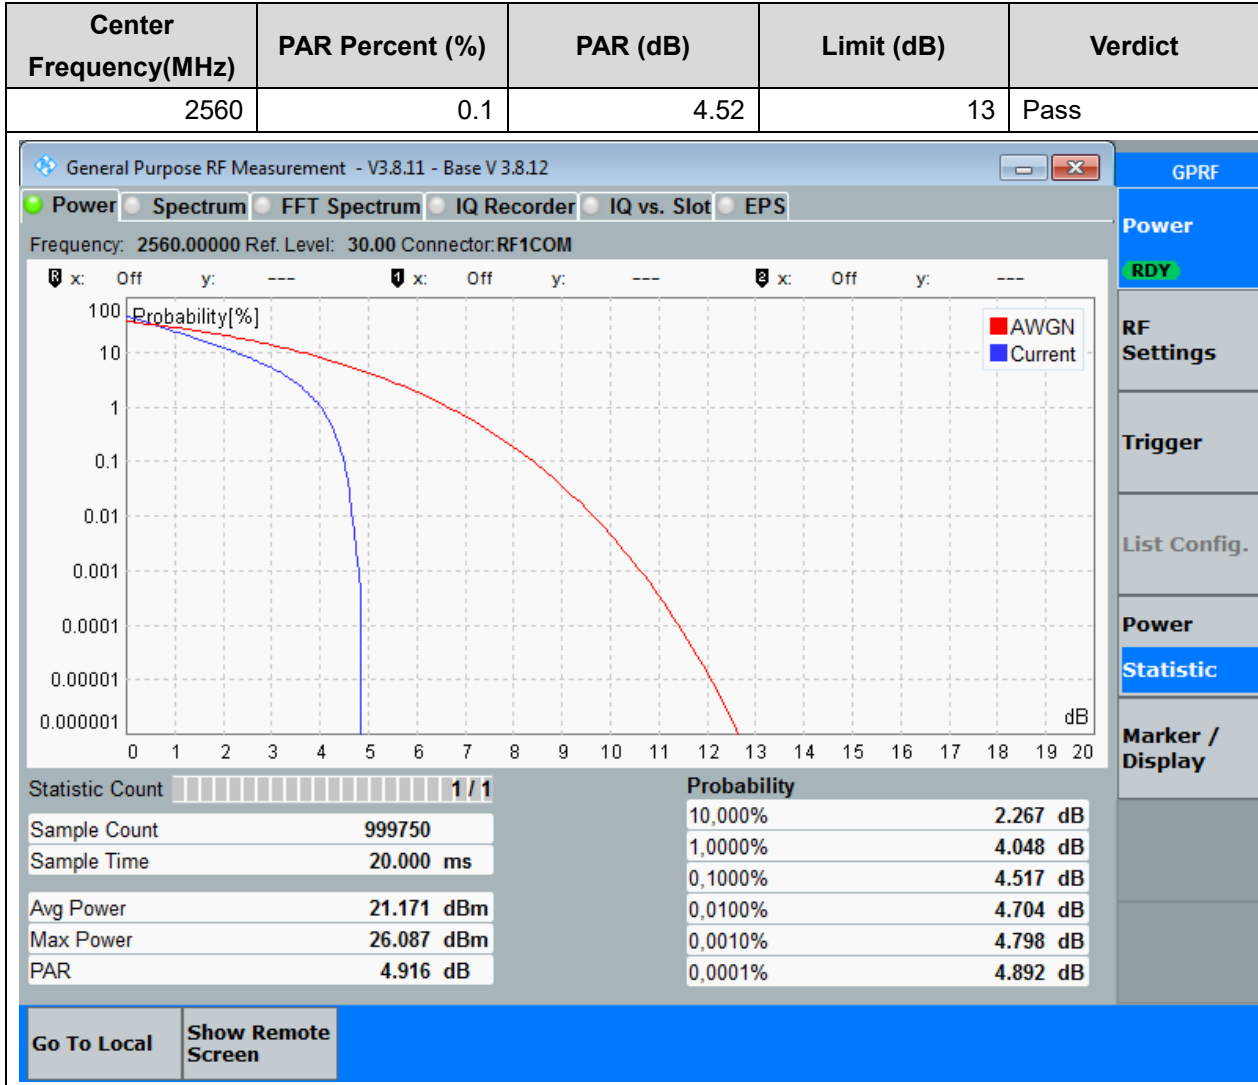 Center Frequency(MHz) PAR Percent (%) PAR (dB) Limit (dB) Verdict
2560 0.1 4.52 13 Pass
General Purpose RF Measurement - V3.8.11 - Base V 3.8.12
GPRF
Power Spectrum FFT Spectrum IQ Recorder IQ vs. Slot EPS
Frequency: 2560.00000 Ref. Level: 30.00 Connector: RF1COM
R x: Off y: --- 1 x: Off y: --- 2 x: Off y: ---
Probability[%]
AWGN
Current
100
10
1
0.1
0.01
0.001
0.0001
0.00001
0.000001
dB
0 1 2 3 4 5 6 7 8 9 10 11 12 13 14 15 16 17 18 19 20
Statistic Count 1 / 1
Sample Count 999750
Sample Time 20.000 ms
Avg Power 21.171 dBm
Max Power 26.087 dBm
PAR 4.916 dB
Probability
10,000% 2.267 dB
1,0000% 4.048 dB
0,1000% 4.517 dB
0,0100% 4.704 dB
0,0010% 4.798 dB
0,0001% 4.892 dB
Power
RDY
RF
Settings
Trigger
List Config.
Power
Statistic
Marker /
Display
Go To Local
Show Remote
Screen